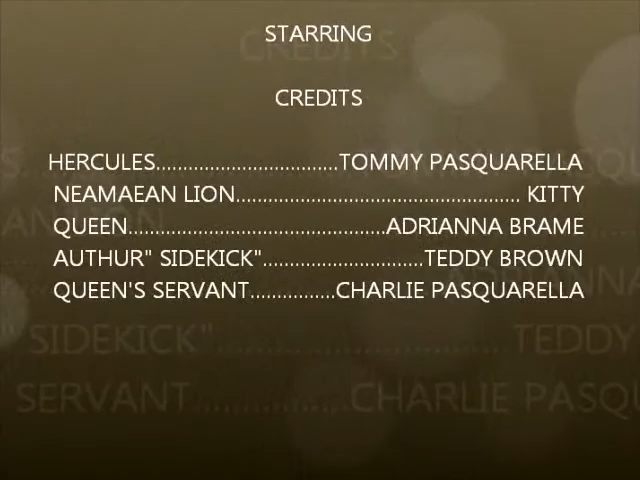 STARRING
CREDITS
HERCULES..................................TOMMY PASQUARELLA
NEAMAEAN LION..................................................... KITTY
QUEEN................................................ADRIANNA BRAME
AUTHUR" SIDEKICK"..............................TEDDY BROWN
QUEEN'S SERVANT................CHARLIE PASQUARELLA